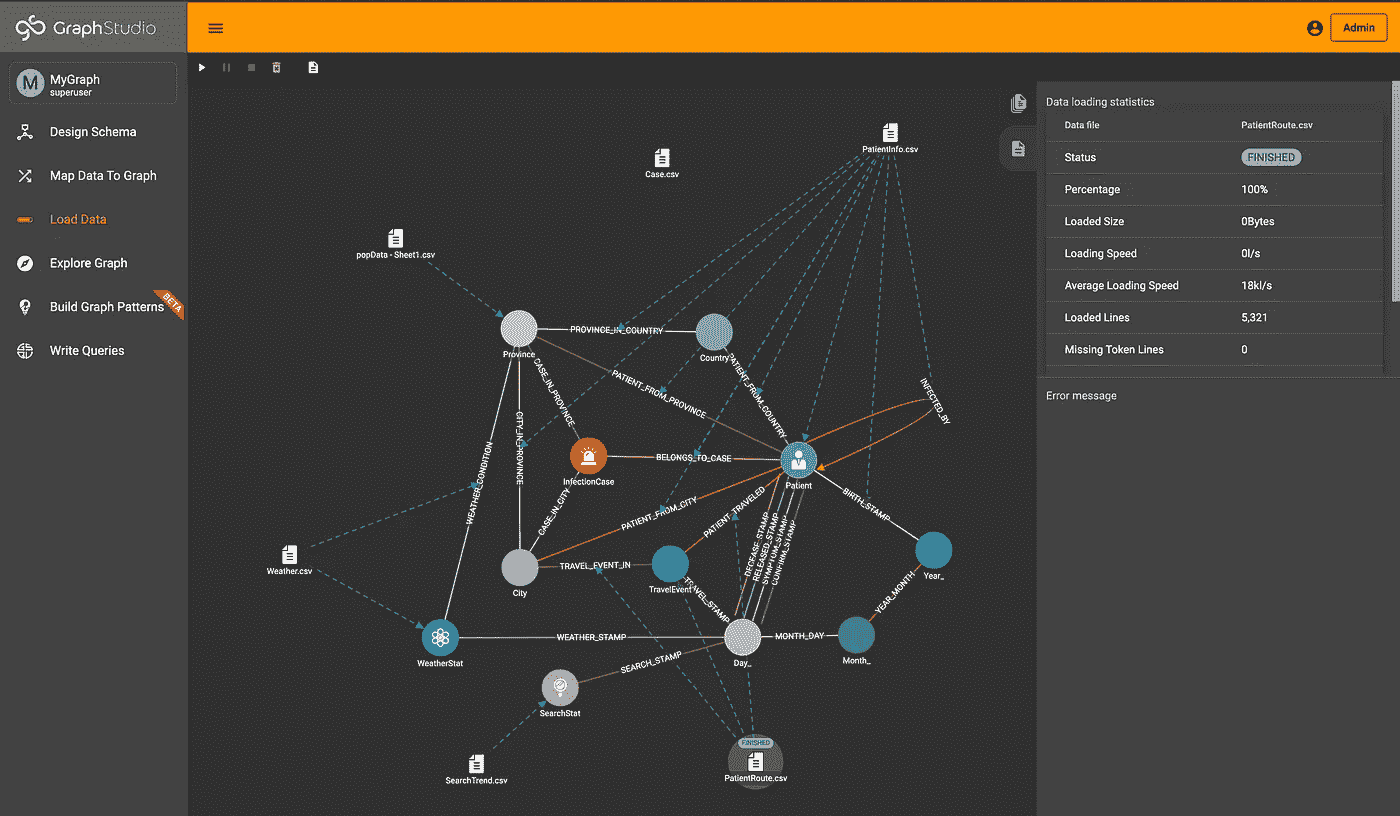 GraphStudio
Admin
M
MyGraph
superuser
Design Schema
Map Data To Graph
Load Data
Explore Graph
Build Graph Patterns
BETA
Write Queries
PatientInfo.csv
Case.csv
popData - Sheet1.csv
Province
PROVINCE_IN_COUNTRY
Country
CASE_IN_PROVINCE
PATIENT_FROM_PROVINCE
PATIENT_FROM_COUNTRY
INFECTED_BY
CITY_IN_PROVINCE
WEATHER_CONDITION
InfectionCase
BELONGS_TO_CASE
Patient
CASE_IN_CITY
PATIENT_FROM_CITY
PATIENT_TRAVELED
BIRTH_STAMP
DECEASE_STAMP
RELEASED_STAMP
SYMPTOM_STAMP
CONFIRM_STAMP
Weather.csv
City
TRAVEL_EVENT_IN
TravelEvent
TRAVEL_STAMP
Year_
YEAR_MONTH
WeatherStat
WEATHER_STAMP
Day_
MONTH_DAY
Month_
SEARCH_STAMP
SearchStat
SearchTrend.csv
FINISHED
PatientRoute.csv
Data loading statistics
Data file PatientRoute.csv
Status FINISHED
Percentage 100%
Loaded Size 0Bytes
Loading Speed 0l/s
Average Loading Speed 18kl/s
Loaded Lines 5,321
Missing Token Lines 0
Error message